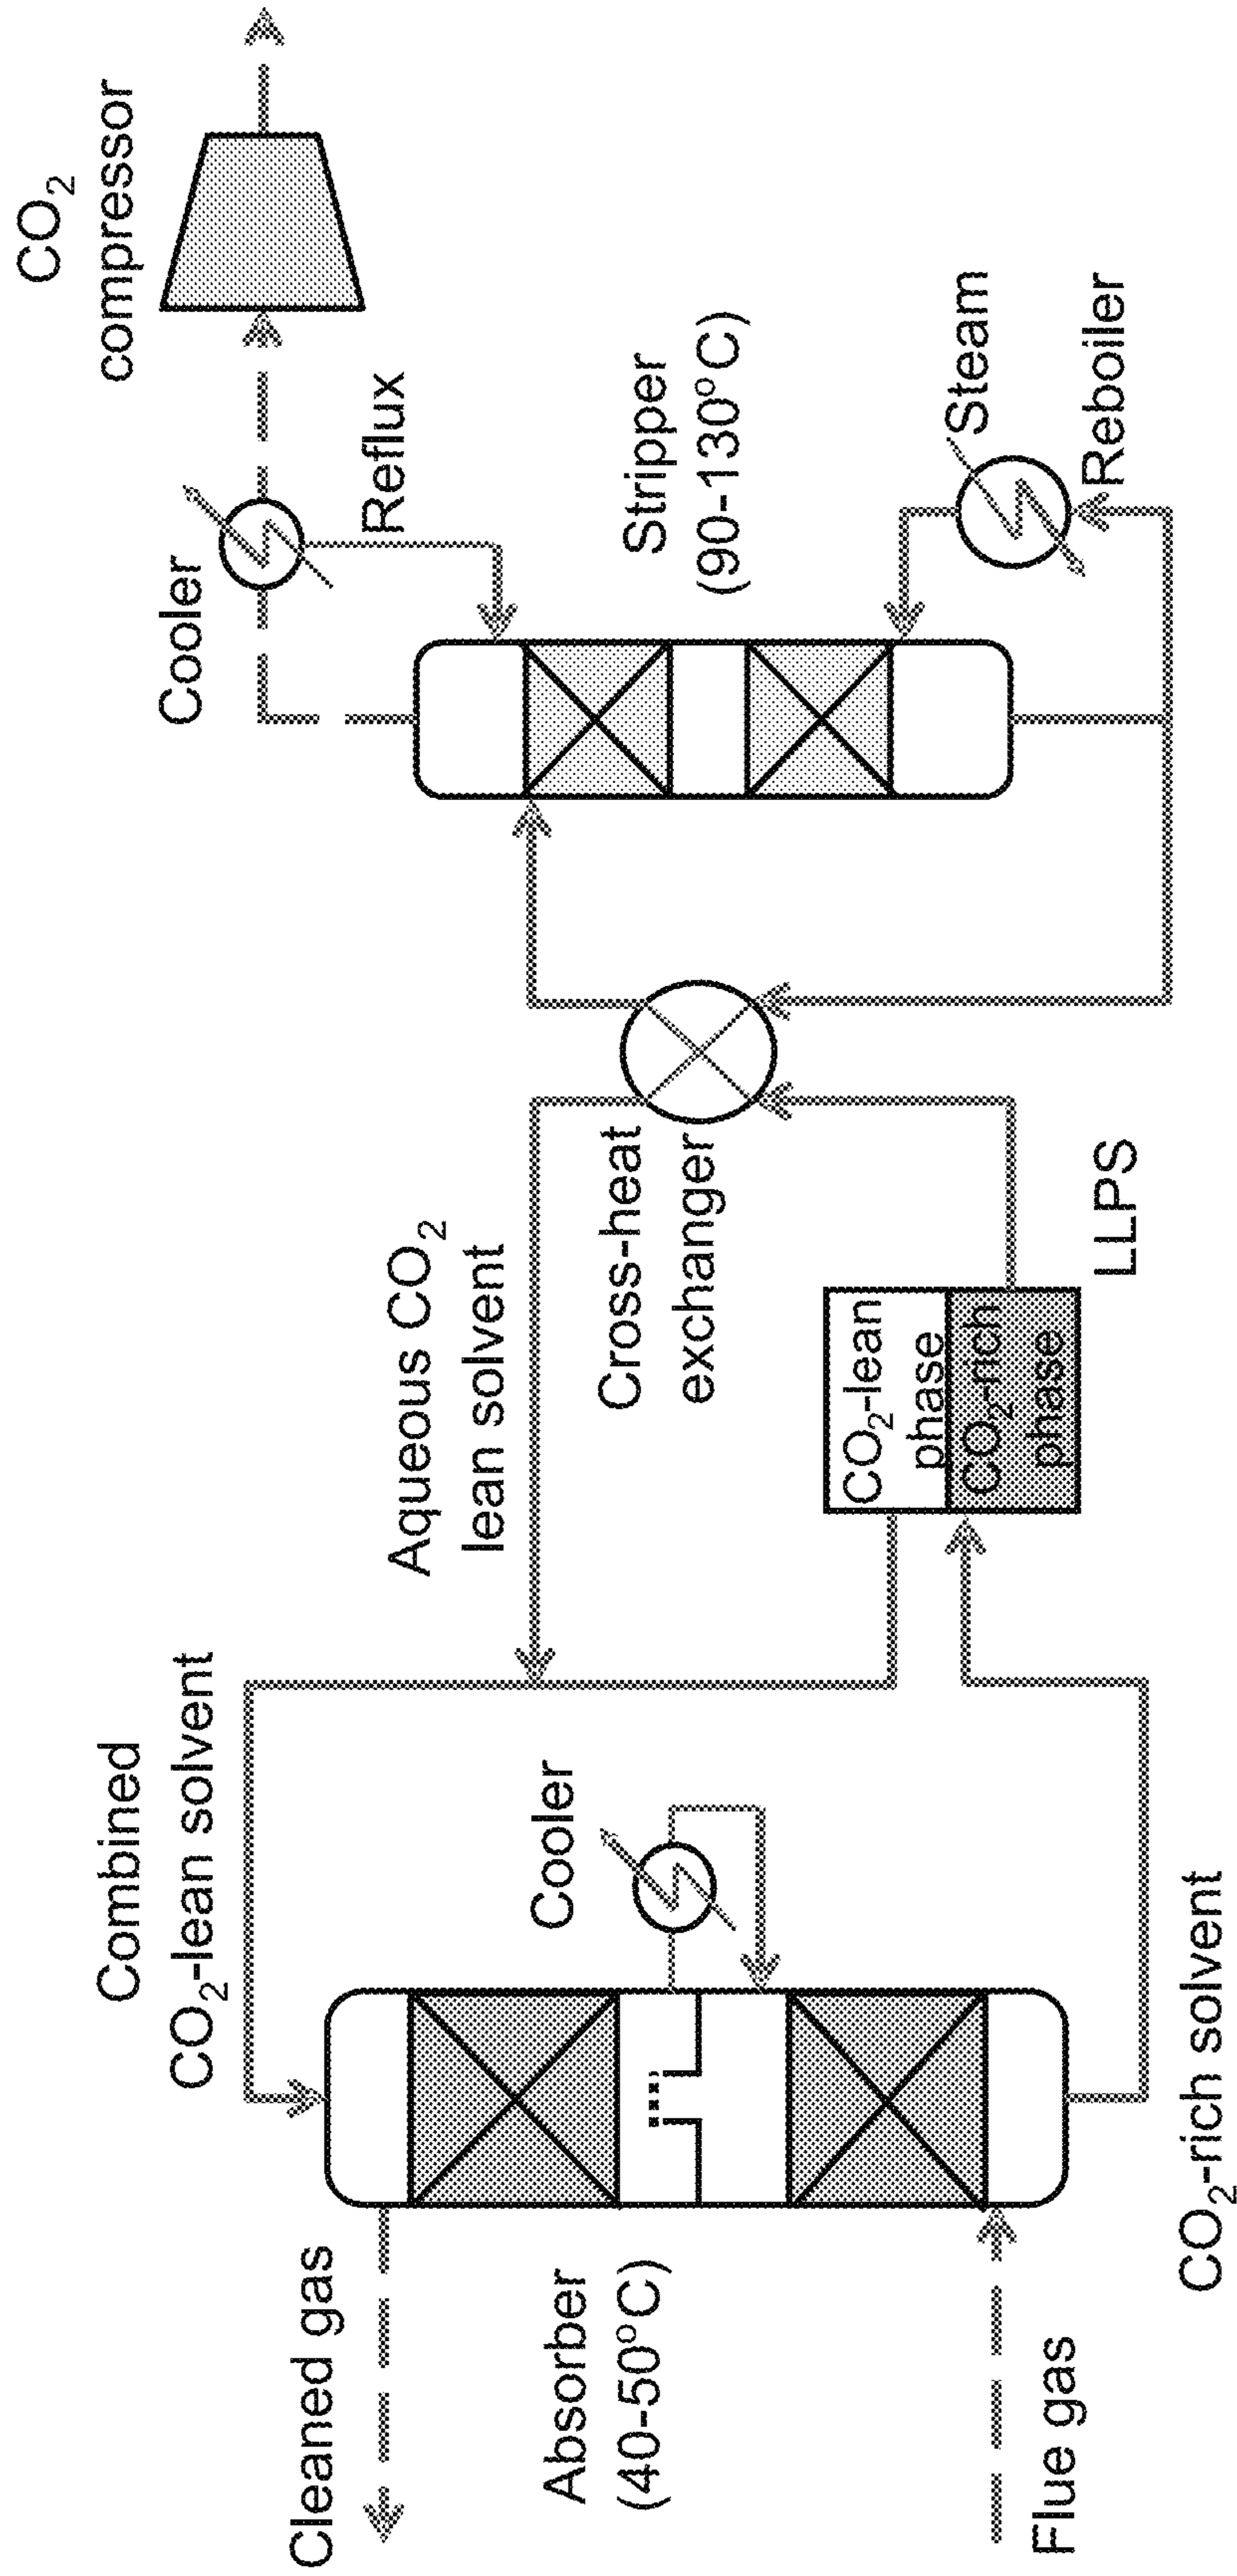 Cleaned gas
Absorber
(40-50°C)
Flue gas
Combined
CO₂-lean solvent
Cooler
CO₂-rich solvent
Aqueous CO₂
lean solvent
CO₂-lean
phase
CO₂-rich
phase
LLPS
Cross-heat
exchanger
Cooler
Reflux
CO₂
compressor
Stripper
(90-130°C)
Steam
Reboiler